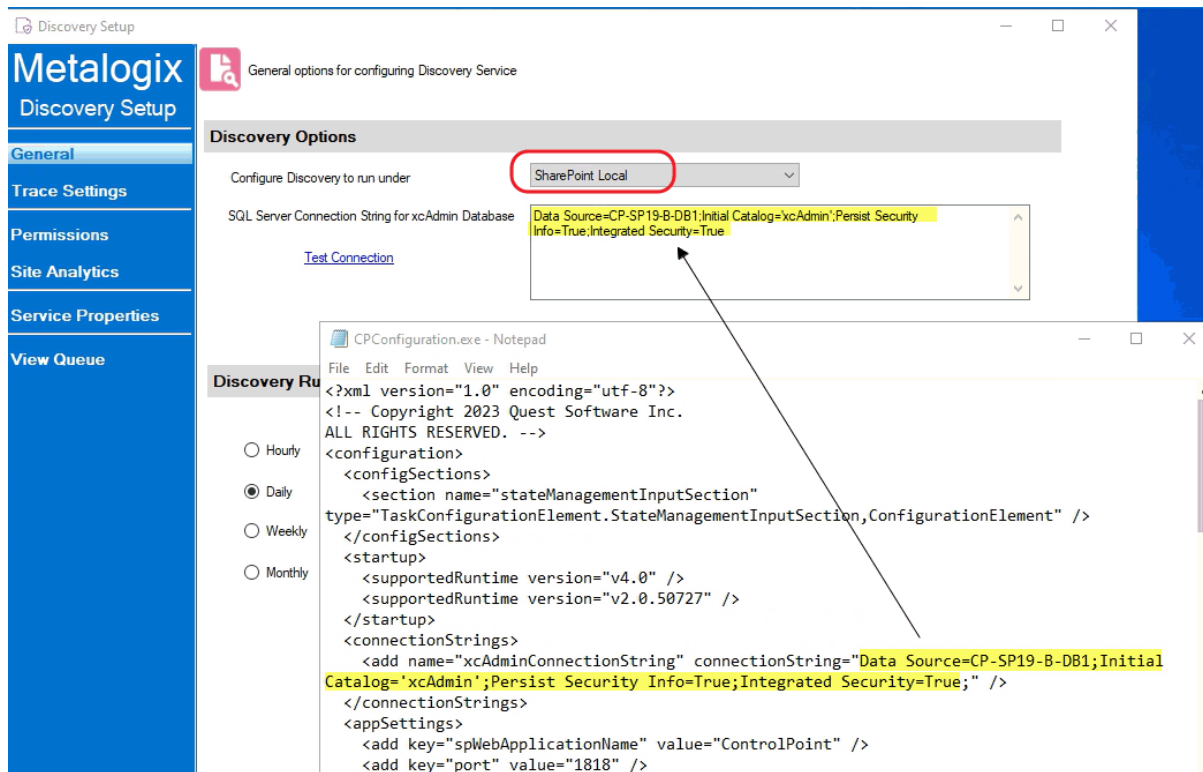 Discovery Setup
Metalogix
Discovery Setup
General
Trace Settings
Permissions
Site Analytics
Service Properties
View Queue
General options for configuring Discovery Service
Discovery Options
Configure Discovery to run under
SharePoint Local
SQL Server Connection String for xcAdmin Database
Data Source=CP-SP19-B-DB1;Initial Catalog='xcAdmin';Persist Security
Info=True;Integrated Security=True
Test Connection
Discovery Ru
Hourly
Daily
Weekly
Monthly
CPConfiguration.exe - Notepad
File Edit Format View Help
<?xml version="1.0" encoding="utf-8"?>
<!-- Copyright 2023 Quest Software Inc.
ALL RIGHTS RESERVED. -->
<configuration>
<configSections>
<section name="stateManagementInputSection"
type="TaskConfigurationElement.StateManagementInputSection,ConfigurationElement" />
</configSections>
<startup>
<supportedRuntime version="v4.0" />
<supportedRuntime version="v2.0.50727" />
</startup>
<connectionStrings>
<add name="xcAdminConnectionString" connectionString="Data Source=CP-SP19-B-DB1;Initial
Catalog='xcAdmin';Persist Security Info=True;Integrated Security=True;" />
</connectionStrings>
<appSettings>
<add key="spWebApplicationName" value="ControlPoint" />
<add key="port" value="1818" />